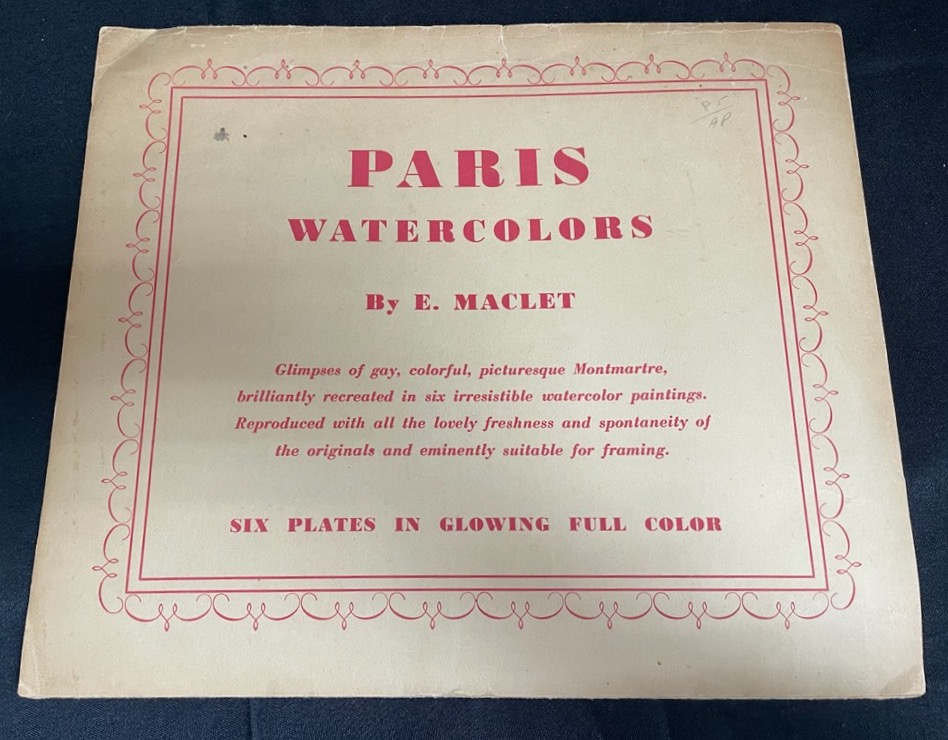 PARIS
WATERCOLORS
By E. MACLET
Glimpses of gay, colorful, picturesque Montmartre,
brilliantly recreated in six irresistible watercolor paintings.
Reproduced with all the lovely freshness and spontaneity of
the originals and eminently suitable for framing.
SIX PLATES IN GLOWING FULL COLOR